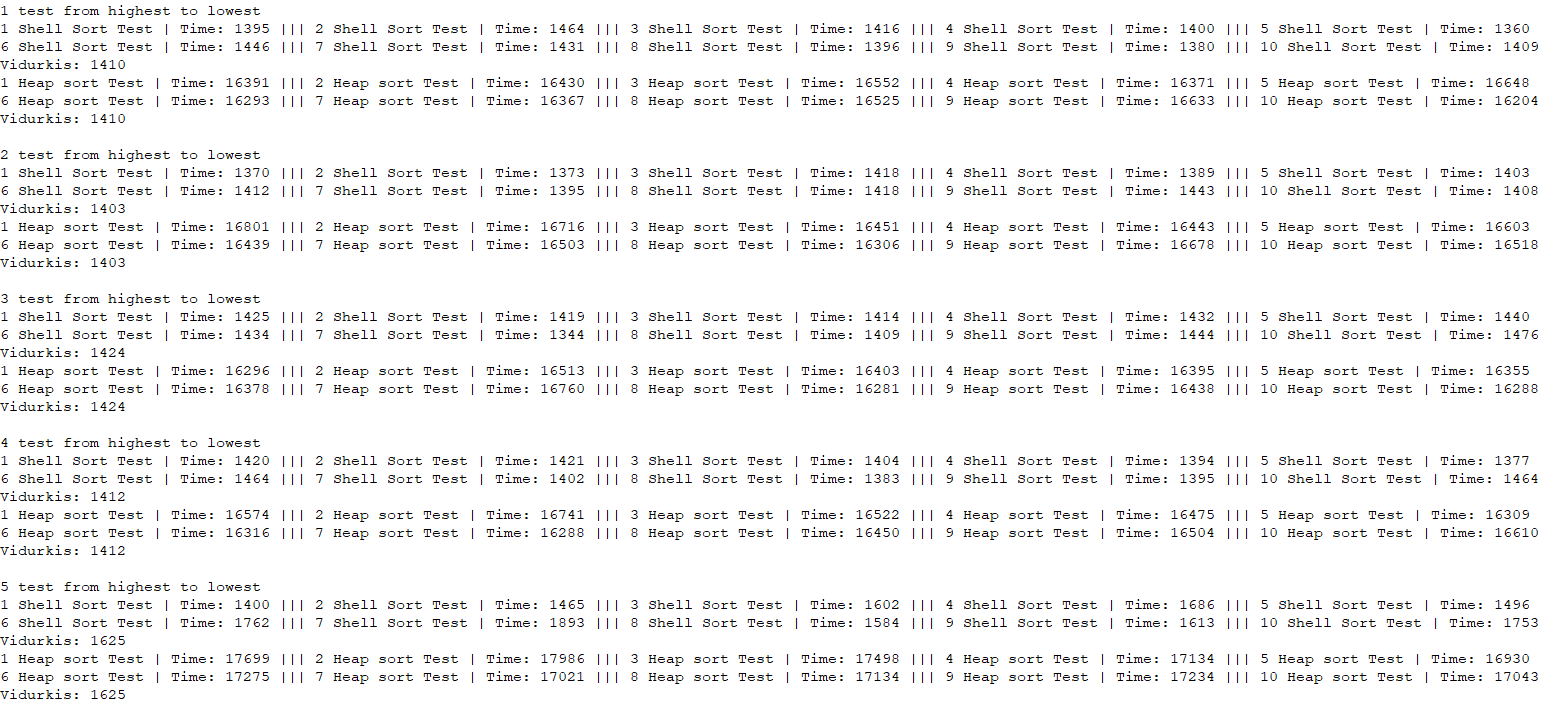 1 test from highest to lowest
1 Shell Sort Test | Time: 1395 ||| 2 Shell Sort Test | Time: 1464 ||| 3 Shell Sort Test | Time: 1416 ||| 4 Shell Sort Test | Time: 1400 ||| 5 Shell Sort Test | Time: 1360
6 Shell Sort Test | Time: 1446 ||| 7 Shell Sort Test | Time: 1431 ||| 8 Shell Sort Test | Time: 1396 ||| 9 Shell Sort Test | Time: 1380 ||| 10 Shell Sort Test | Time: 1409
Vidurkis: 1410
1 Heap sort Test | Time: 16391 ||| 2 Heap sort Test | Time: 16430 ||| 3 Heap sort Test | Time: 16552 ||| 4 Heap sort Test | Time: 16371 ||| 5 Heap sort Test | Time: 16648
6 Heap sort Test | Time: 16293 ||| 7 Heap sort Test | Time: 16367 ||| 8 Heap sort Test | Time: 16525 ||| 9 Heap sort Test | Time: 16633 ||| 10 Heap sort Test | Time: 16204
Vidurkis: 1410
2 test from highest to lowest
1 Shell Sort Test | Time: 1370 ||| 2 Shell Sort Test | Time: 1373 ||| 3 Shell Sort Test | Time: 1418 ||| 4 Shell Sort Test | Time: 1389 ||| 5 Shell Sort Test | Time: 1403
6 Shell Sort Test | Time: 1412 ||| 7 Shell Sort Test | Time: 1395 ||| 8 Shell Sort Test | Time: 1418 ||| 9 Shell Sort Test | Time: 1443 ||| 10 Shell Sort Test | Time: 1408
Vidurkis: 1403
1 Heap sort Test | Time: 16801 ||| 2 Heap sort Test | Time: 16716 ||| 3 Heap sort Test | Time: 16451 ||| 4 Heap sort Test | Time: 16443 ||| 5 Heap sort Test | Time: 16603
6 Heap sort Test | Time: 16439 ||| 7 Heap sort Test | Time: 16503 ||| 8 Heap sort Test | Time: 16306 ||| 9 Heap sort Test | Time: 16678 ||| 10 Heap sort Test | Time: 16518
Vidurkis: 1403
3 test from highest to lowest
1 Shell Sort Test | Time: 1425 ||| 2 Shell Sort Test | Time: 1419 ||| 3 Shell Sort Test | Time: 1414 ||| 4 Shell Sort Test | Time: 1432 ||| 5 Shell Sort Test | Time: 1440
6 Shell Sort Test | Time: 1434 ||| 7 Shell Sort Test | Time: 1344 ||| 8 Shell Sort Test | Time: 1409 ||| 9 Shell Sort Test | Time: 1444 ||| 10 Shell Sort Test | Time: 1476
Vidurkis: 1424
1 Heap sort Test | Time: 16296 ||| 2 Heap sort Test | Time: 16513 ||| 3 Heap sort Test | Time: 16403 ||| 4 Heap sort Test | Time: 16395 ||| 5 Heap sort Test | Time: 16355
6 Heap sort Test | Time: 16378 ||| 7 Heap sort Test | Time: 16760 ||| 8 Heap sort Test | Time: 16281 ||| 9 Heap sort Test | Time: 16438 ||| 10 Heap sort Test | Time: 16288
Vidurkis: 1424
4 test from highest to lowest
1 Shell Sort Test | Time: 1420 ||| 2 Shell Sort Test | Time: 1421 ||| 3 Shell Sort Test | Time: 1404 ||| 4 Shell Sort Test | Time: 1394 ||| 5 Shell Sort Test | Time: 1377
6 Shell Sort Test | Time: 1464 ||| 7 Shell Sort Test | Time: 1402 ||| 8 Shell Sort Test | Time: 1383 ||| 9 Shell Sort Test | Time: 1395 ||| 10 Shell Sort Test | Time: 1464
Vidurkis: 1412
1 Heap sort Test | Time: 16574 ||| 2 Heap sort Test | Time: 16741 ||| 3 Heap sort Test | Time: 16522 ||| 4 Heap sort Test | Time: 16475 ||| 5 Heap sort Test | Time: 16309
6 Heap sort Test | Time: 16316 ||| 7 Heap sort Test | Time: 16288 ||| 8 Heap sort Test | Time: 16450 ||| 9 Heap sort Test | Time: 16504 ||| 10 Heap sort Test | Time: 16610
Vidurkis: 1412
5 test from highest to lowest
1 Shell Sort Test | Time: 1400 ||| 2 Shell Sort Test | Time: 1465 ||| 3 Shell Sort Test | Time: 1602 ||| 4 Shell Sort Test | Time: 1686 ||| 5 Shell Sort Test | Time: 1496
6 Shell Sort Test | Time: 1762 ||| 7 Shell Sort Test | Time: 1893 ||| 8 Shell Sort Test | Time: 1584 ||| 9 Shell Sort Test | Time: 1613 ||| 10 Shell Sort Test | Time: 1753
Vidurkis: 1625
1 Heap sort Test | Time: 17699 ||| 2 Heap sort Test | Time: 17986 ||| 3 Heap sort Test | Time: 17498 ||| 4 Heap sort Test | Time: 17134 ||| 5 Heap sort Test | Time: 16930
6 Heap sort Test | Time: 17275 ||| 7 Heap sort Test | Time: 17021 ||| 8 Heap sort Test | Time: 17134 ||| 9 Heap sort Test | Time: 17234 ||| 10 Heap sort Test | Time: 17043
Vidurkis: 1625